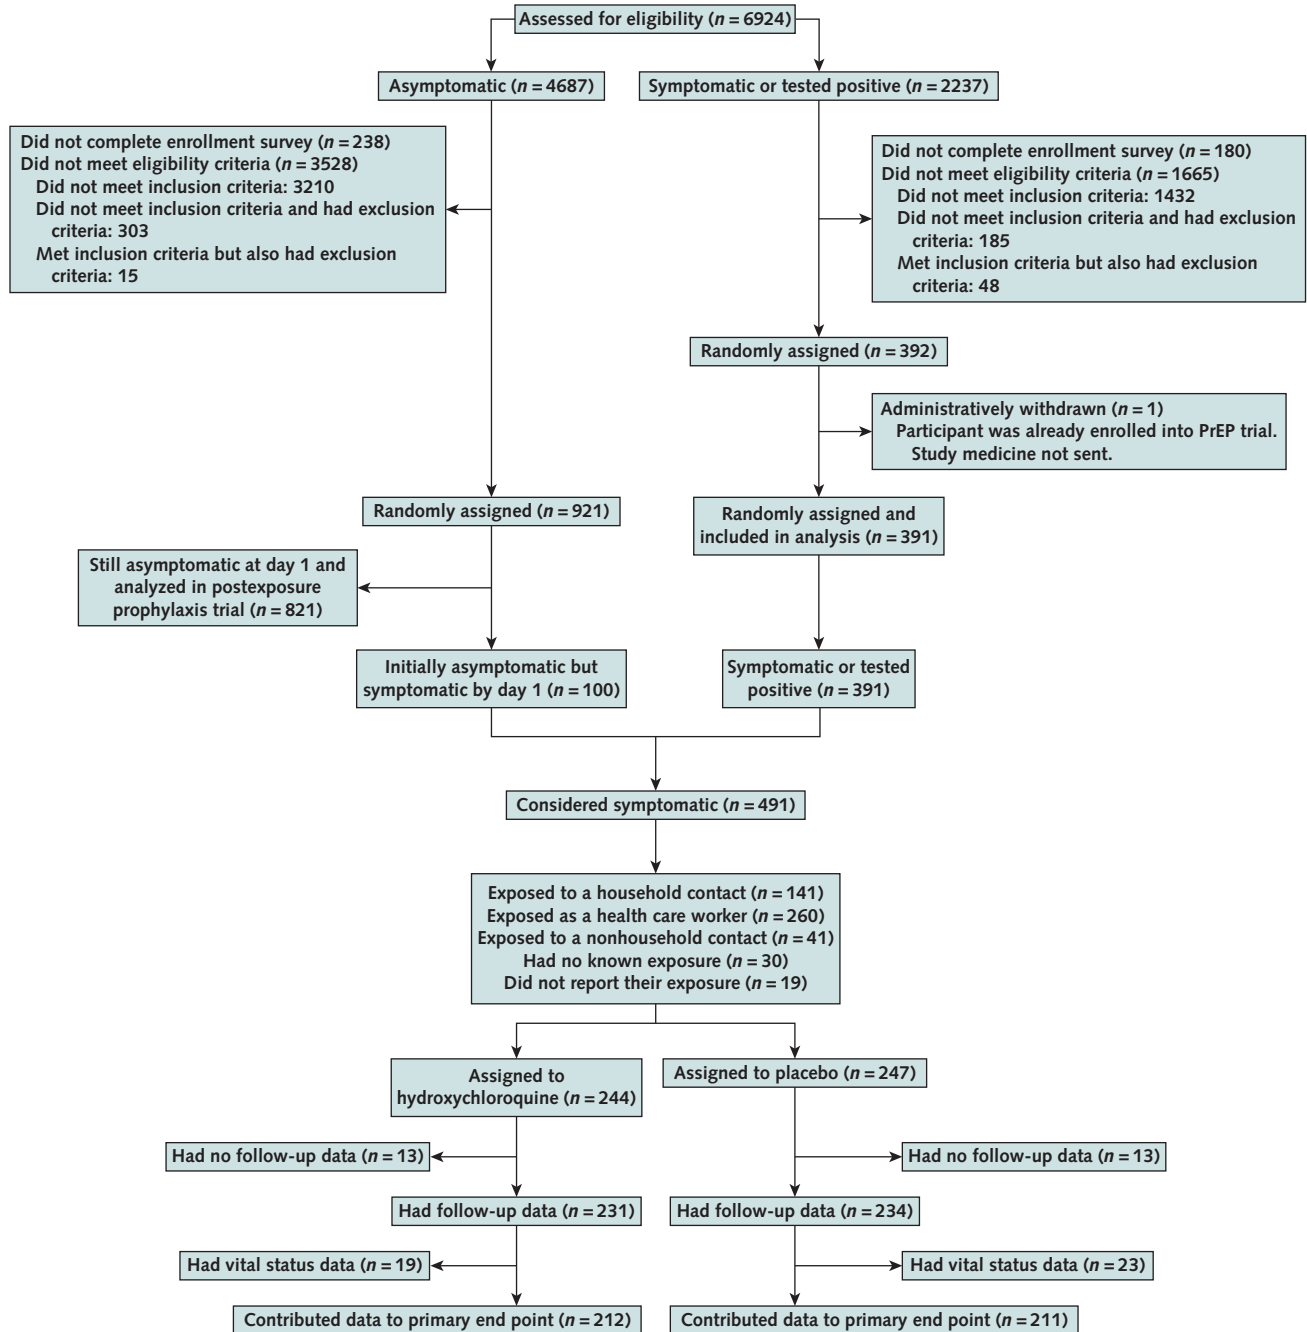 Assessed for eligibility (n = 6924)
Asymptomatic (n = 4687)
Symptomatic or tested positive (n = 2237)
Did not complete enrollment survey (n = 238)
Did not meet eligibility criteria (n = 3528)
Did not meet inclusion criteria: 3210
Did not meet inclusion criteria and had exclusion
criteria: 303
Met inclusion criteria but also had exclusion
criteria: 15
Did not complete enrollment survey (n = 180)
Did not meet eligibility criteria (n = 1665)
Did not meet inclusion criteria: 1432
Did not meet inclusion criteria and had exclusion
criteria: 185
Met inclusion criteria but also had exclusion
criteria: 48
Randomly assigned (n = 392)
Administratively withdrawn (n = 1)
Participant was already enrolled into PrEP trial.
Study medicine not sent.
Randomly assigned (n = 921)
Randomly assigned and
included in analysis (n = 391)
Still asymptomatic at day 1 and
analyzed in postexposure
prophylaxis trial (n = 821)
Initially asymptomatic but
symptomatic by day 1 (n = 100)
Symptomatic or tested
positive (n = 391)
Considered symptomatic (n = 491)
Exposed to a household contact (n = 141)
Exposed as a health care worker (n = 260)
Exposed to a nonhousehold contact (n = 41)
Had no known exposure (n = 30)
Did not report their exposure (n = 19)
Assigned to
hydroxychloroquine (n = 244)
Assigned to placebo (n = 247)
Had no follow-up data (n = 13)
Had no follow-up data (n = 13)
Had follow-up data (n = 231)
Had follow-up data (n = 234)
Had vital status data (n = 19)
Had vital status data (n = 23)
Contributed data to primary end point (n = 212)
Contributed data to primary end point (n = 211)